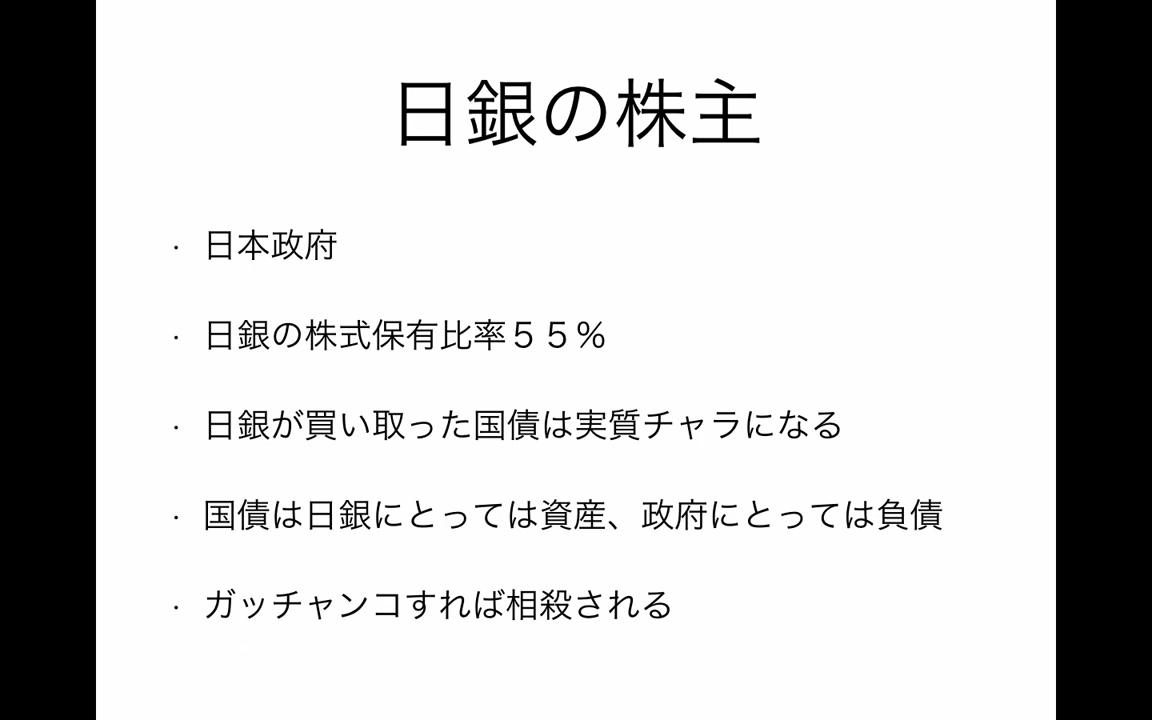 日銀の株主
・ 日本政府
・ 日銀の株式保有比率５５％
・ 日銀が買い取った国債は実質チャラになる
・ 国債は日銀にとっては資産、政府にとっては負債
・ ガッチャンコすれば相殺される